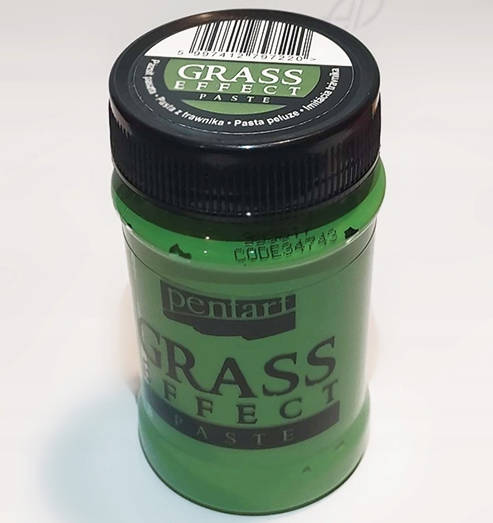 5 997412 797220 >
GRASS
EFFECT
PASTE
Pasta z trawnika • Pasta peluze • Imitácia trávnika
CODE34743
pentart
GRASS
EFFECT
PASTE